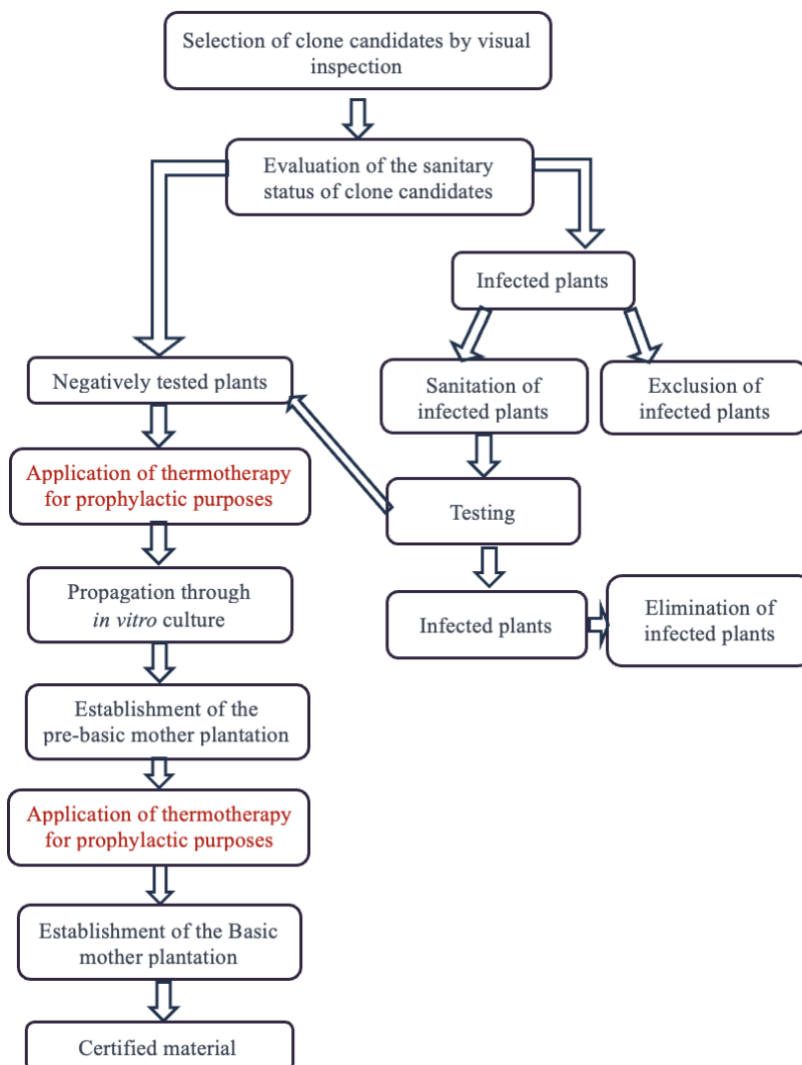 Selection of clone candidates by visual
inspection
Evaluation of the sanitary
status of clone candidates
Infected plants
Negatively tested plants
Sanitation of
infected plants
Exclusion of
infected plants
Application of thermotherapy
for prophylactic purposes
Testing
Propagation through
in vitro culture
Infected plants
Elimination of
infected plants
Establishment of the
pre-basic mother plantation
Application of thermotherapy
for prophylactic purposes
Establishment of the Basic
mother plantation
Certified material